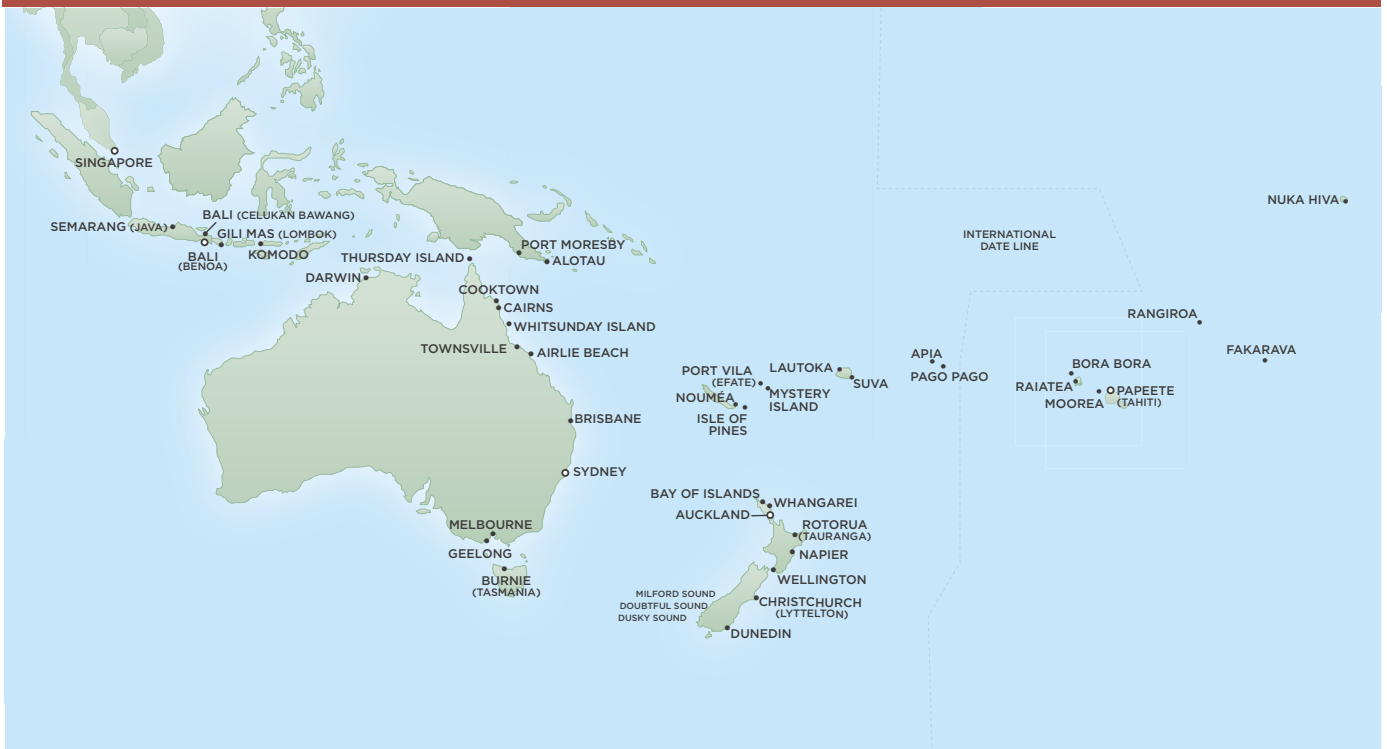 NUKA HIVA
SINGAPORE
BALI (CELUKAN BAWANG)
SEMARANG (JAVA)
GILI MAS (LOMBOK)
BALI
(BENOA)
KOMODO
INTERNATIONAL
DATE LINE
PORT MORESBY
THURSDAY ISLAND
ALOTAU
DARWIN
COOKTOWN
CAIRNS
WHITSUNDAY ISLAND
TOWNSVILLE
AIRLIE BEACH
RANGIROA
FAKARAVA
APIA
PAGO PAGO
BORA BORA
RAIATEA
MOOREA
PAPEETE
(TAHITI)
PORT VILA
(EFATE)
LAUTOKA
SUVA
MYSTERY
ISLAND
NOUMÉA
ISLE OF
PINES
BRISBANE
SYDNEY
BAY OF ISLANDS
WHANGAREI
AUCKLAND
ROTORUA
(TAURANGA)
NAPIER
WELLINGTON
MELBOURNE
GEELONG
BURNIE
(TASMANIA)
MILFORD SOUND
DOUBTFUL SOUND
DUSKY SOUND
CHRISTCHURCH
(LYTTELTON)
DUNEDIN